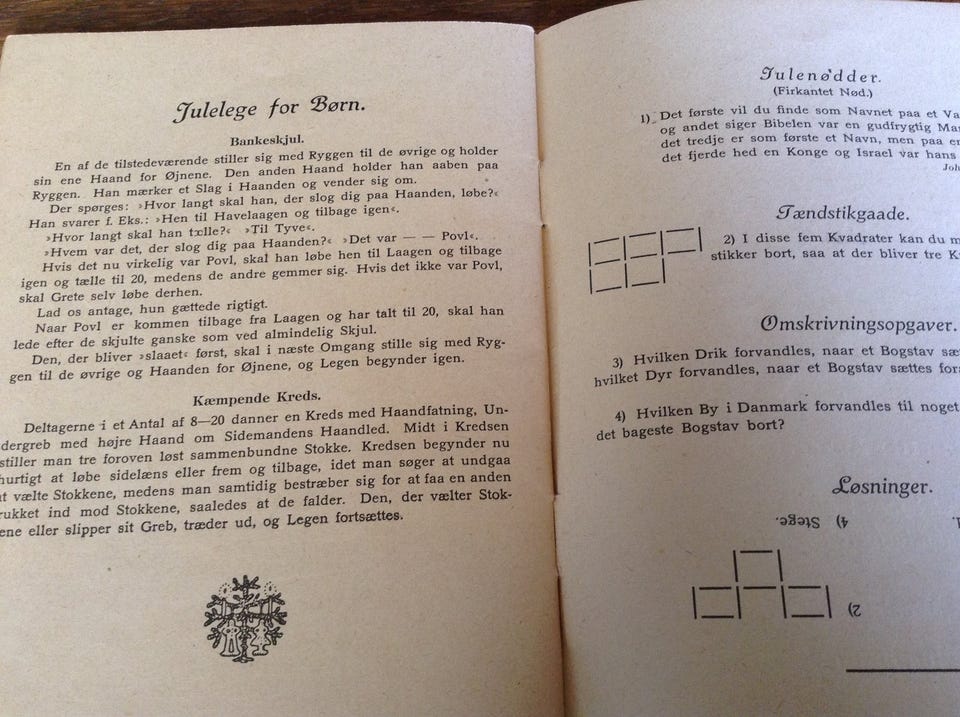 Julelege for Børn.
Bankeskjul.
En af de tilstedeværende stiller sig med Ryggen til de øvrige og holder
sin ene Haand for Øjnene. Den anden Haand holder han aaben paa
Ryggen. Han mærker et Slag i Haanden og vender sig om.
Der spørges: »Hvor langt skal han, der slog dig paa Haanden, løbe?«
Han svarer f. Eks.: »Hen til Havelaagen og tilbage igen«.
»Hvor langt skal han tælle?« »Til Tyve«.
»Hvem var det, der slog dig paa Haanden?« »Det var — — Povl«.
Hvis det nu virkelig var Povl, skal han løbe hen til Laagen og tilbage
igen og tælle til 20, medens de andre gemmer sig. Hvis det ikke var Povl,
skal Grete selv løbe derhen.
Lad os antage, hun gættede rigtigt.
Naar Povl er kommen tilbage fra Laagen og har talt til 20, skal han
lede efter de skjulte ganske som ved almindelig Skjul.
Den, der bliver »slaaet« først, skal i næste Omgang stille sig med Ryg-
gen til de øvrige og Haanden for Øjnene, og Legen begynder igen.
Kæmpende Kreds.
Deltagerne i et Antal af 8—20 danner en Kreds med Haandfatning, Un-
dergreb med højre Haand om Sidemandens Haandled. Midt i Kredsen
stiller man tre foroven løst sammenbundne Stokke. Kredsen begynder nu
hurtigt at løbe sidelæns eller frem og tilbage, idet man søger at undgaa
at vælte Stokkene, medens man samtidig bestræber sig for at faa en anden
rukket ind mod Stokkene, saaledes at de falder. Den, der vælter Stok-
ene eller slipper sit Greb, træder ud, og Legen fortsættes.
Julenødder.
(Firkantet Nød.)
1) Det første vil du finde som Navnet paa et Va
og andet siger Bibelen var en gudfrygtig Ma
det tredje er som første et Navn, men paa e
det fjerde hed en Konge og Israel var hans
Joh
Tændstikgaade.
2) I disse fem Kvadrater kan du m
stikker bort, saa at der bliver tre K
Omskrivningsopgaver.
3) Hvilken Drik forvandles, naar et Bogstav sæ
hvilket Dyr forvandles, naar et Bogstav sættes for
4) Hvilken By i Danmark forvandles til noget
det bageste Bogstav bort?
Løsninger.
4) Stege.
2)